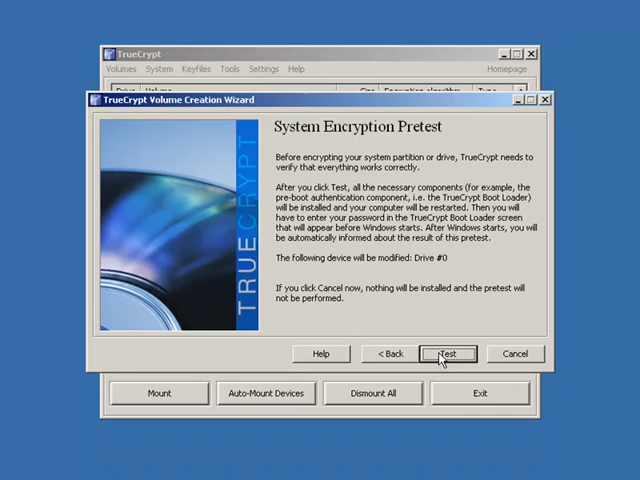 TrueCrypt
Volumes System Keyfiles Tools Settings Help Homepage
Drive Volume Size Encryption algorithm Type
TrueCrypt Volume Creation Wizard
TRUECRYPT
System Encryption Pretest
Before encrypting your system partition or drive, TrueCrypt needs to
verify that everything works correctly.
After you click Test, all the necessary components (for example, the
pre-boot authentication component, i.e. the TrueCrypt Boot Loader)
will be installed and your computer will be restarted. Then you will
have to enter your password in the TrueCrypt Boot Loader screen
that will appear before Windows starts. After Windows starts, you will
be automatically informed about the result of this pretest.
The following device will be modified: Drive #0
If you click Cancel now, nothing will be installed and the pretest will
not be performed.
Help < Back Test Cancel
Mount Auto-Mount Devices Dismount All Exit